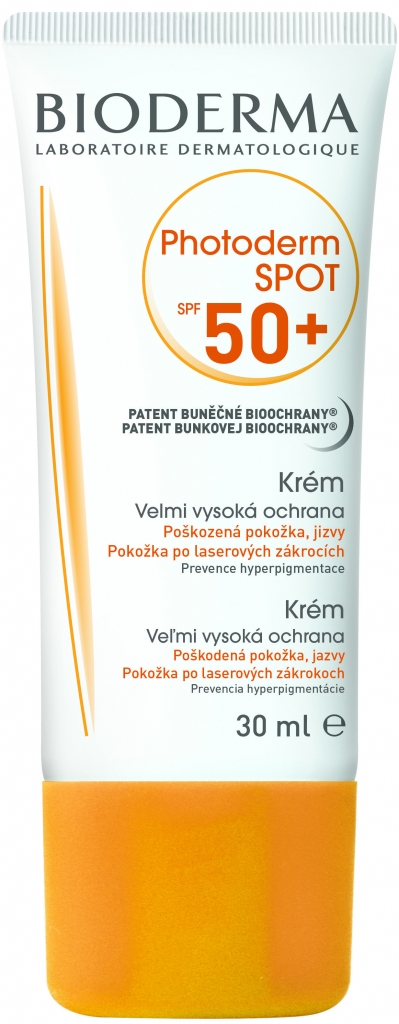 BIODERMA
LABORATOIRE DERMATOLOGIQUE
Photoderm
SPOT
SPF 50+
PATENT BUNĚČNÉ BIOOCHRANY®
PATENT BUNKOVEJ BIOOCHRANY®
Krém
Velmi vysoká ochrana
Poškozená pokožka, jizvy
Pokožka po laserových zákrocích
Prevence hyperpigmentace
Krém
Veľmi vysoká ochrana
Poškodená pokožka, jazvy
Pokožka po laserových zákrokoch
Prevencia hyperpigmentácie
30 ml ℮